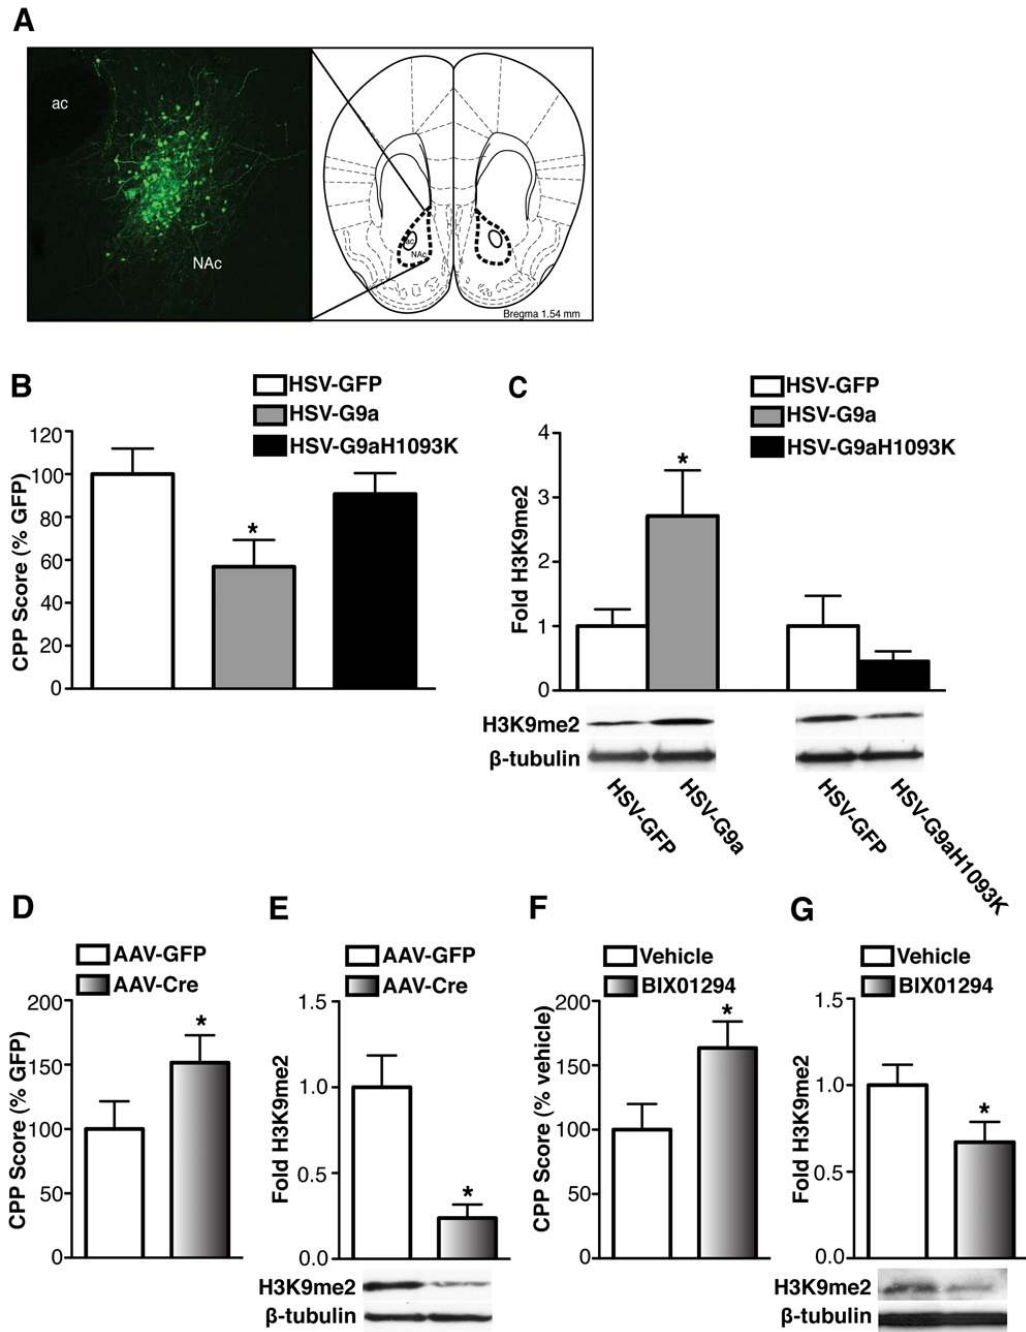 A
ac
NAc
ac
NAc
Bregma 1.54 mm
B
HSV-GFP
HSV-G9a
HSV-G9aH1093K
CPP Score (% GFP)
120
100
80
60
40
20
0
*
C
HSV-GFP
HSV-G9a
HSV-G9aH1093K
Fold H3K9me2
4
3
2
1
0
*
H3K9me2
β-tubulin
HSV-GFP
HSV-G9a
HSV-GFP
HSV-G9aH1093K
D
AAV-GFP
AAV-Cre
CPP Score (% GFP)
200
150
100
50
0
*
E
AAV-GFP
AAV-Cre
Fold H3K9me2
1.5
1.0
0.5
0.0
*
H3K9me2
β-tubulin
F
Vehicle
BIX01294
CPP Score (% vehicle)
200
150
100
50
0
*
G
Vehicle
BIX01294
Fold H3K9me2
1.5
1.0
0.5
0.0
*
H3K9me2
β-tubulin